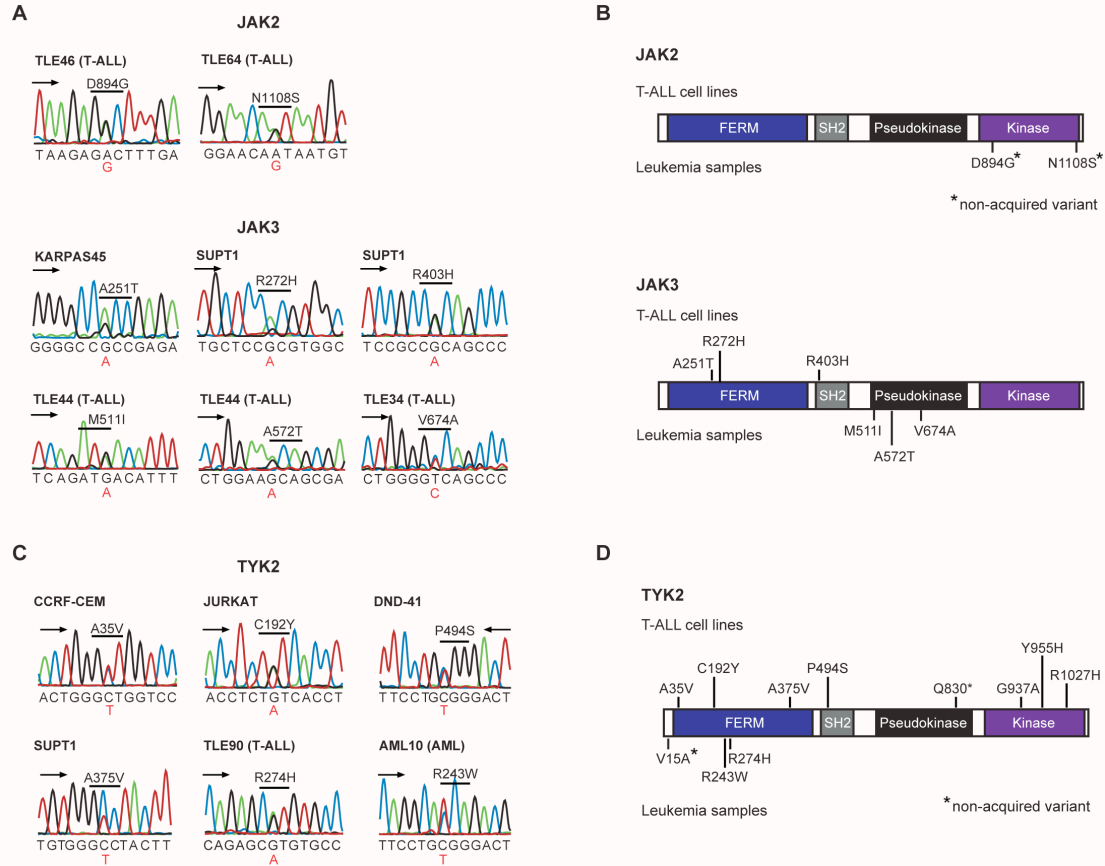 A
JAK2
TLE46 (T-ALL)
TLE64 (T-ALL)
D894G
N1108S
TAAGAGACTTTGA
GGAACAATAATGT
G
G
JAK3
KARPAS45
SUPT1
SUPT1
A251T
R272H
R403H
GGGGCCGCCGAGA
TGCTCCGCGTGGC
TCCGCCGCAGCCC
A
A
A
TLE44 (T-ALL)
TLE44 (T-ALL)
TLE34 (T-ALL)
M511I
A572T
V674A
TCAGATGACATTT
CTGGAAGCAGCGA
CTGGGGTCAGCCC
A
A
C
B
JAK2
T-ALL cell lines
FERM
SH2
Pseudokinase
Kinase
Leukemia samples
D894G*
N1108S*
*non-acquired variant
JAK3
T-ALL cell lines
R272H
A251T
R403H
FERM
SH2
Pseudokinase
Kinase
Leukemia samples
M511I
V674A
A572T
C
TYK2
CCRF-CEM
JURKAT
DND-41
A35V
C192Y
P494S
ACTGGGCTGGTCC
ACCTCTGTCACCT
TTCCTGCGGGACT
T
A
T
SUPT1
TLE90 (T-ALL)
AML10 (AML)
A375V
R274H
R243W
TGTGGGCCTACTT
CAGAGCGTGTGCC
TTCCTGCGGGACT
T
A
T
D
TYK2
T-ALL cell lines
Y955H
C192Y
P494S
R1027H
A35V
A375V
Q830*
G937A
FERM
SH2
Pseudokinase
Kinase
V15A*
R274H
R243W
Leukemia samples
*non-acquired variant